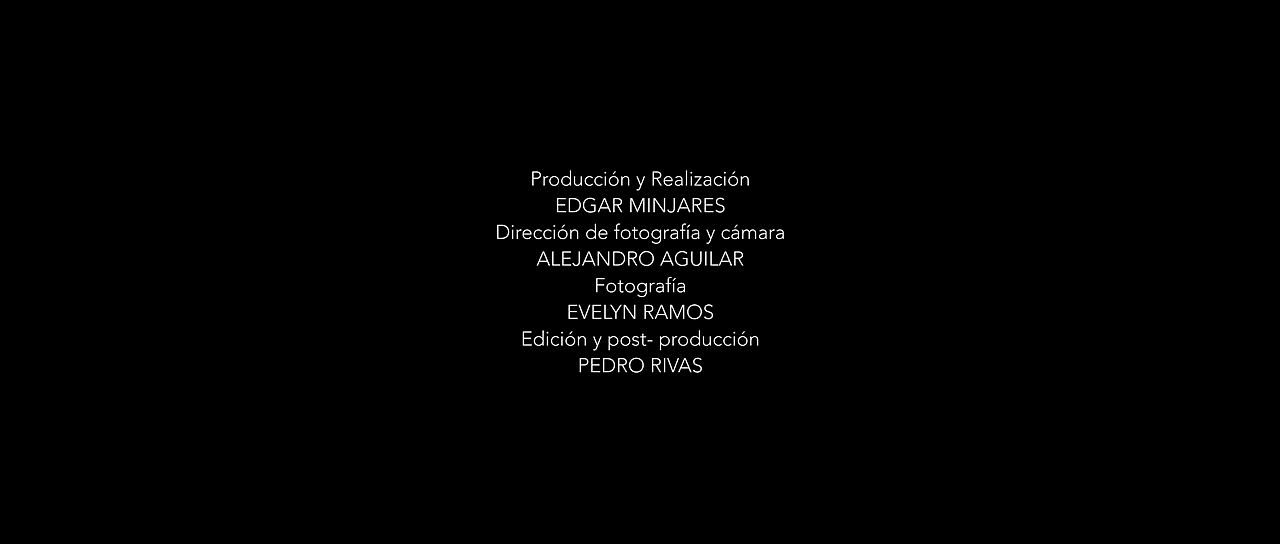 Producción y Realización
EDGAR MINJARES
Dirección de fotografía y cámara
ALEJANDRO AGUILAR
Fotografía
EVELYN RAMOS
Edición y post- producción
PEDRO RIVAS